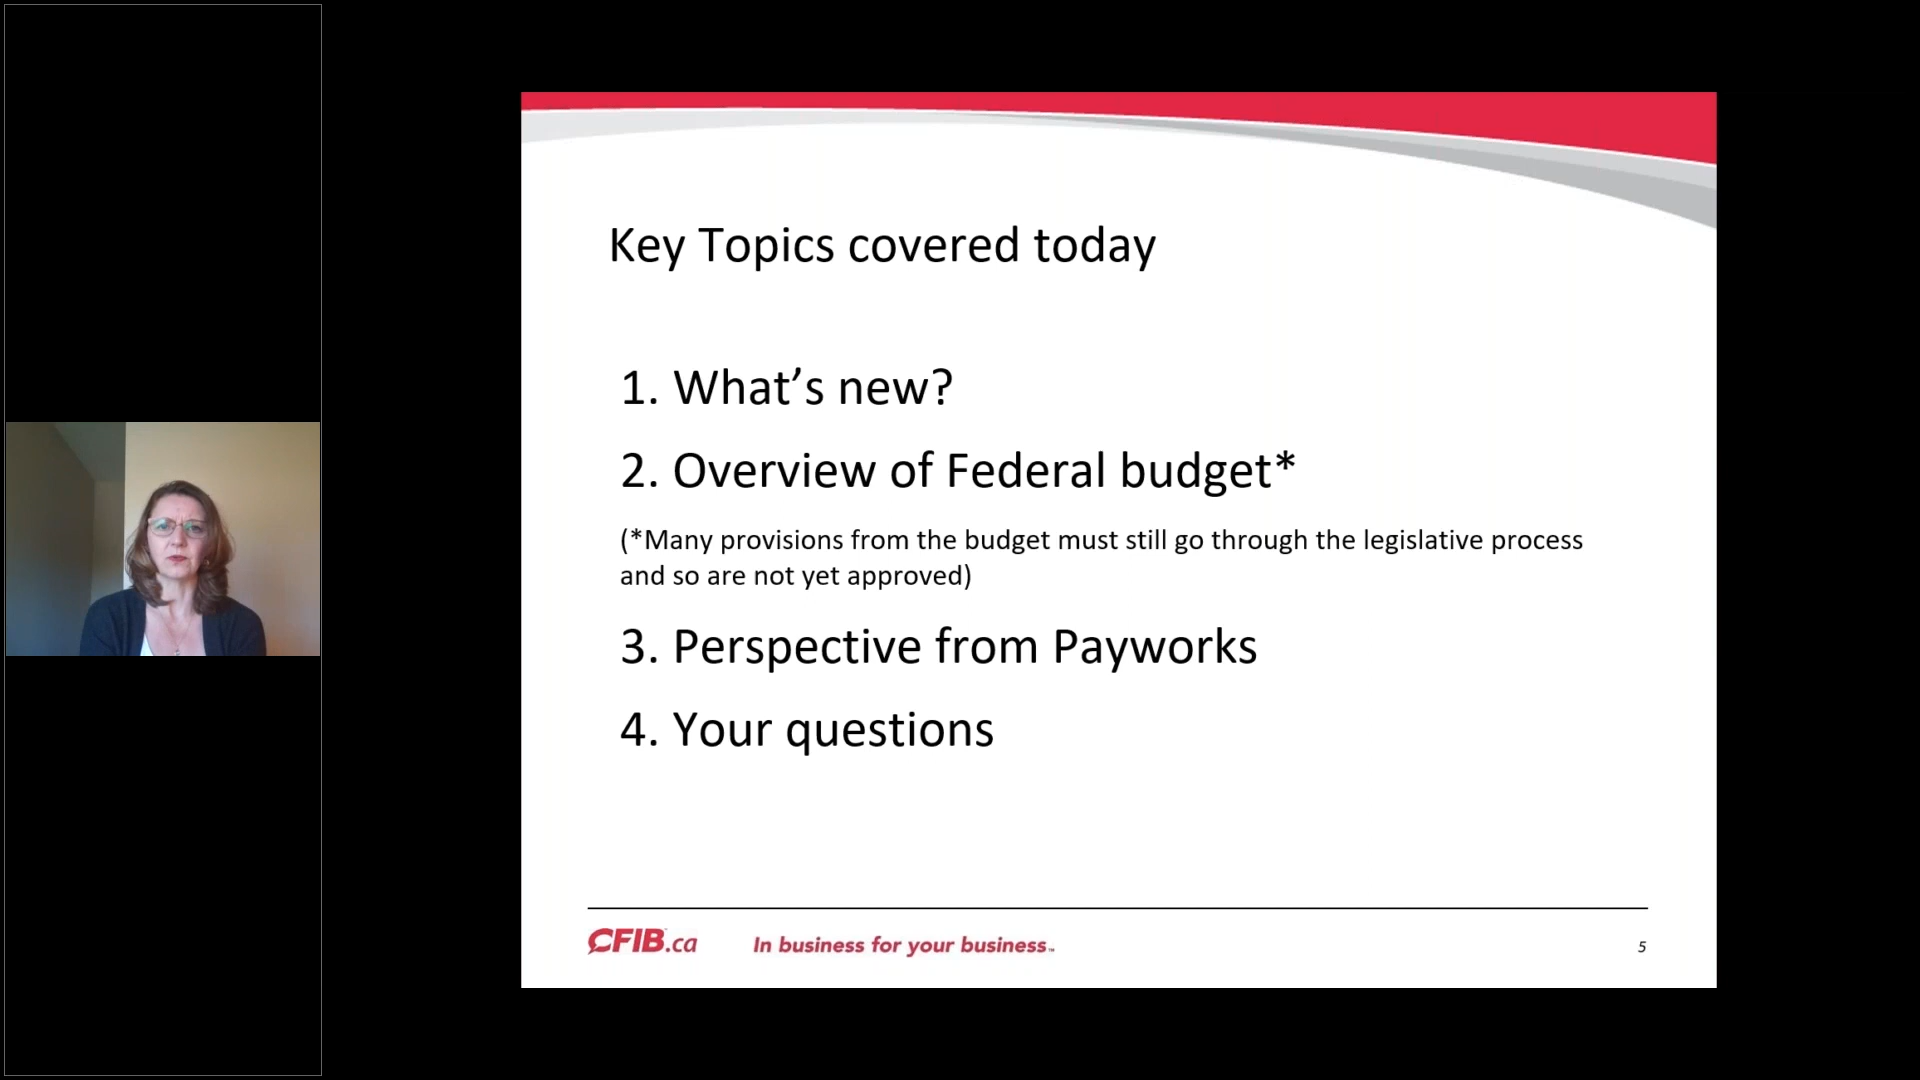 Key Topics covered today
1. What’s new?
2. Overview of Federal budget*
(*Many provisions from the budget must still go through the legislative process
and so are not yet approved)
3. Perspective from Payworks
4. Your questions
CFIB.ca In business for your business™ 5